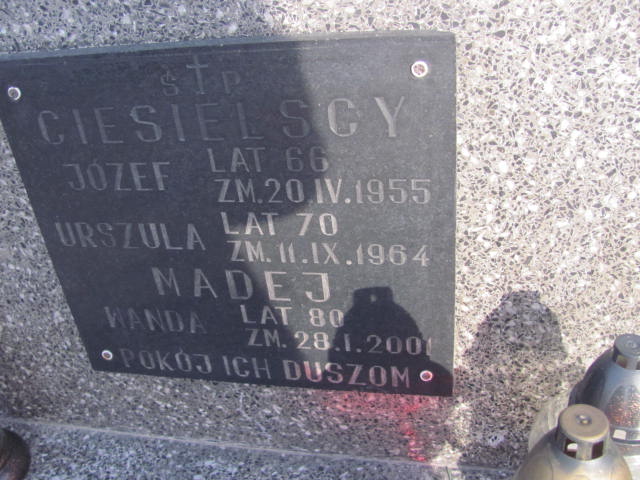 Ś P
CIESIELSCY
JÓZEF LAT 66
ZM. 20.IV.1955
URSZULA LAT 70
ZM. 11.IX.1964
MADEJ
WANDA LAT 80
ZM. 28.I.2001
POKÓJ ICH DUSZOM